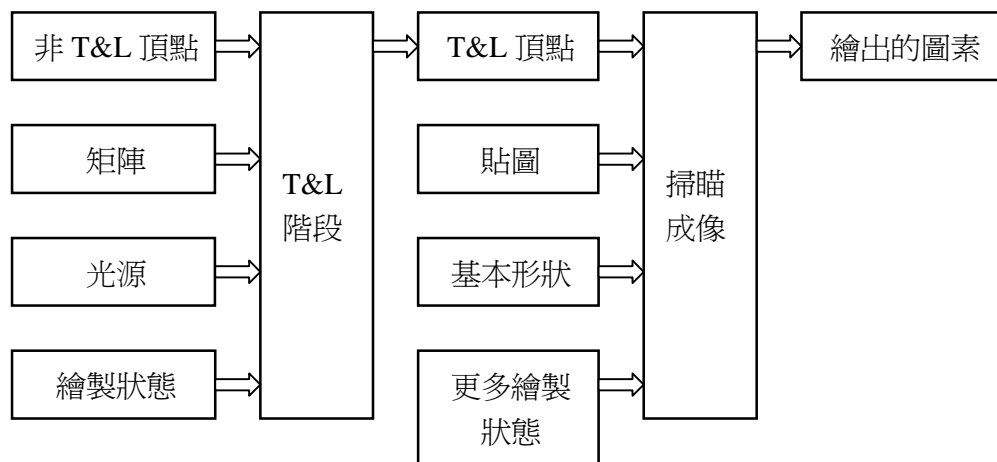 非 T&L 頂點
矩陣
光源
繪製狀態
T&L
階段
T&L 頂點
貼圖
基本形狀
更多繪製
狀態
掃瞄
成像
繪出的圖素